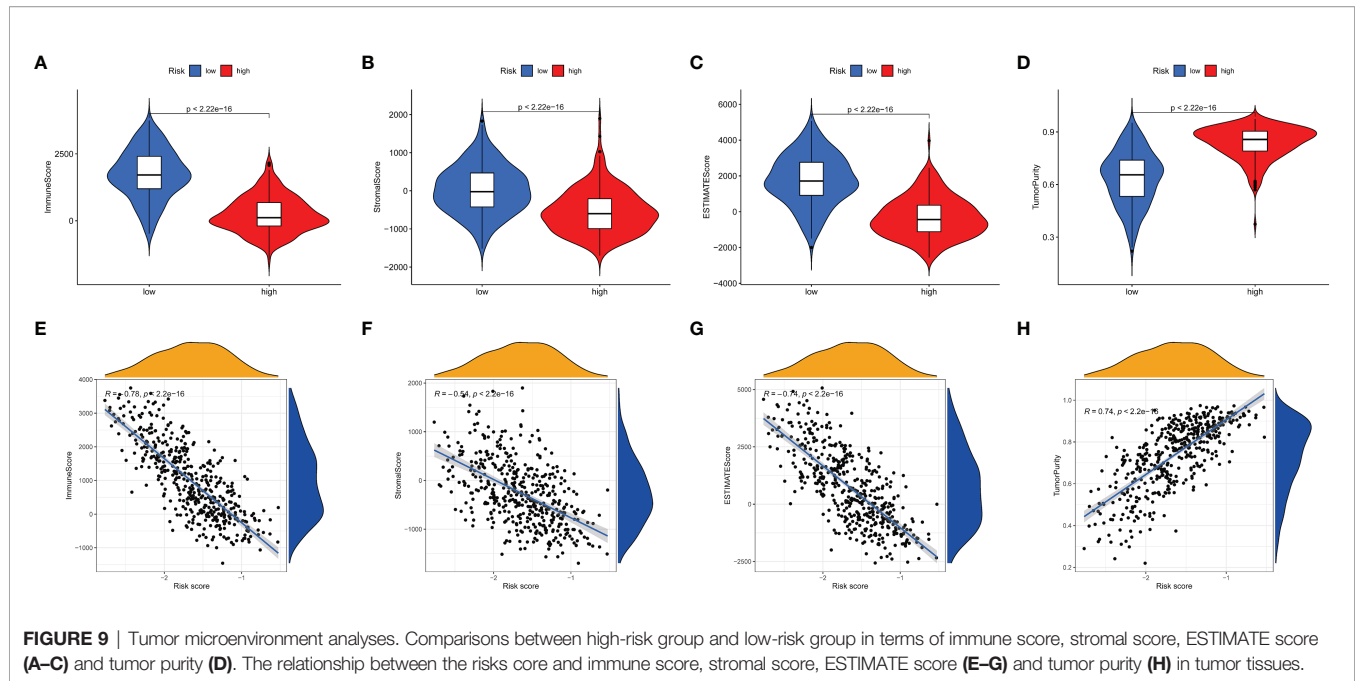 A
Risk low high
p < 2.22e−16
ImmuneScore
2500
0
low
high
B
Risk low high
p < 2.22e−16
StromalScore
2000
1000
0
−1000
−2000
low
high
C
Risk low high
p < 2.22e−16
ESTIMATEScore
6000
4000
2000
0
−2000
−4000
low
high
D
Risk low high
p < 2.22e−16
TumorPurity
0.9
0.6
0.3
low
high
E
R = −0.78, p < 2.2e−16
ImmuneScore
4000
3000
2000
1000
0
−1000
−2
−1
Risk score
F
R = −0.54, p < 2.2e−16
StromalScore
2000
1000
0
−1000
−2
−1
Risk score
G
R = −0.74, p < 2.2e−16
ESTIMATEScore
5000
2500
0
−2500
−2
−1
Risk score
H
R = 0.74, p < 2.2e−16
TumorPurity
1.0
0.8
0.6
0.4
0.2
−2
−1
Risk score
FIGURE 9 | Tumor microenvironment analyses. Comparisons between high-risk group and low-risk group in terms of immune score, stromal score, ESTIMATE score
(A–C) and tumor purity (D). The relationship between the risks core and immune score, stromal score, ESTIMATE score (E–G) and tumor purity (H) in tumor tissues.